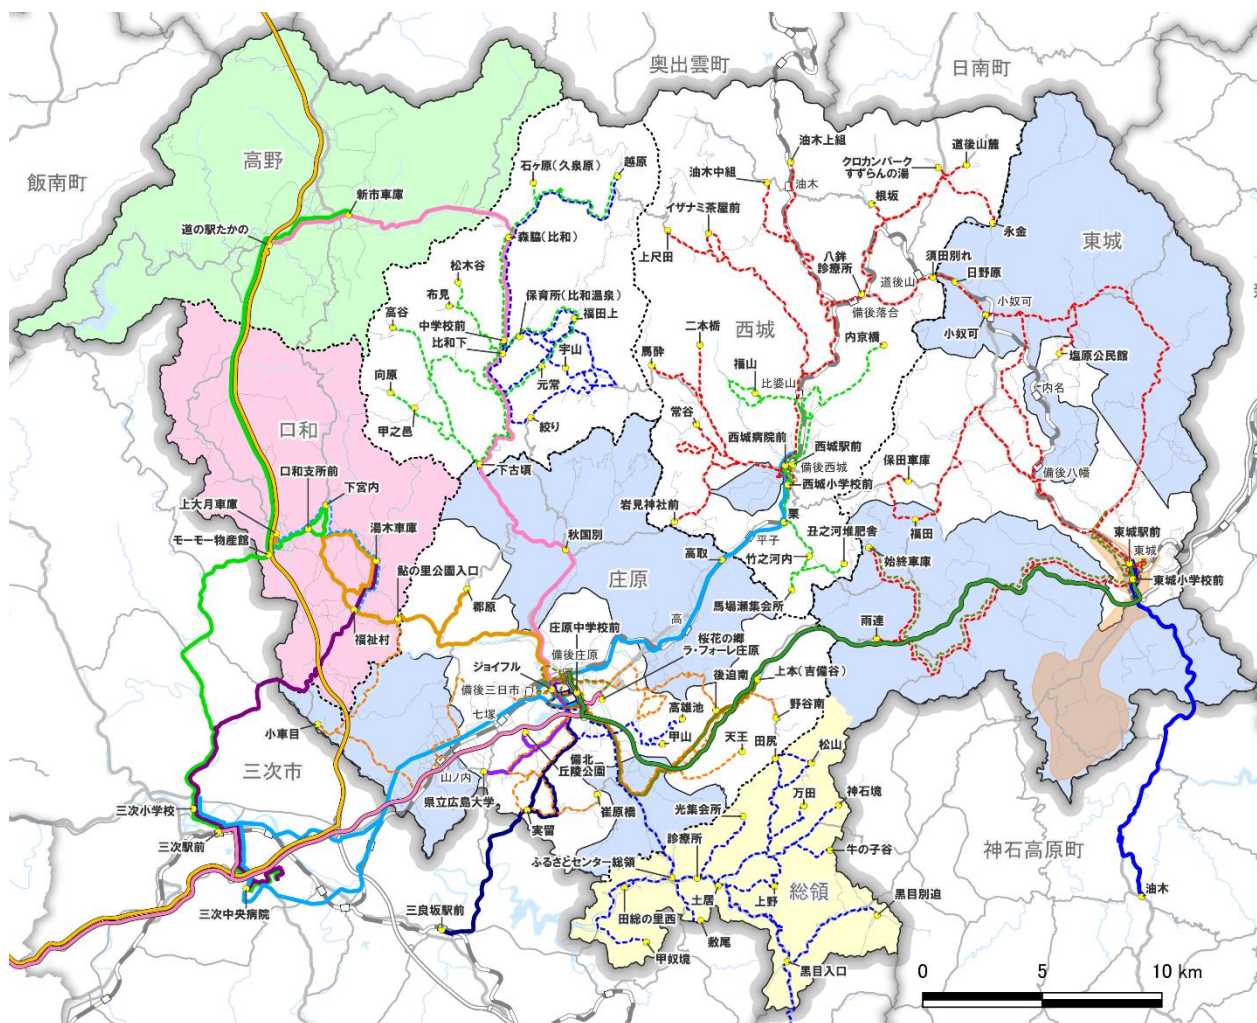 奥出雲町
日南町
油木上組
道後山麓
クロカンパーク
すずらんの湯
石ヶ原(久泉原)
越原
高野
油木中組
油木
飯南町
新市車庫
イザナミ茶屋前
根坂
道の駅たかの
森脇(比和)
永金
東城
上尺田
八鉾
診療所
須田別れ
松木谷
道後山
日野原
布見
保育所(比和温泉)
小奴可
高谷
福田上
備後落合
中学校前
二本橋
西城
内京橋
小奴可
比和下
宇山
馬酔
塩原公民館
向原
元常
福山
比婆山
内名
甲之邑
絞り
常谷
口和
西城病院前
西城駅前
下古頃
備後西城
保田車庫
備後八幡
口和支所前
下宮内
西城小学校前
上大月車庫
湯木車庫
岩見神社前
栗
丑之河堆肥舎
福田
モーモー物産館
秋国別
平子
東城駅前
東城
鮎の里公園入口
高取
竹之河内
始終車庫
東城小学校前
庄原
郡原
馬場瀬集会所
福祉村
庄原中学校前
高
桜花の郷
ラ・フォーレ庄原
雨連
備後庄原
ジョイフル
後迫南
上本(吉備谷)
備後三日市
七塚
高雄池
野谷南
小車目
甲山
天王
田尻
松山
三次市
備北
丘陵公園
山ノ内
県立広島大学
万田
神石境
三次小学校
実留
崔原橋
光集会所
三次駅前
診療所
牛の子谷
神石高原町
ふるさとセンター総領
総領
油木
三次中央病院
土居
上野
黒目別追
三良坂駅前
田総の里西
敷尾
甲奴境
黒目入口
0 5 10 km